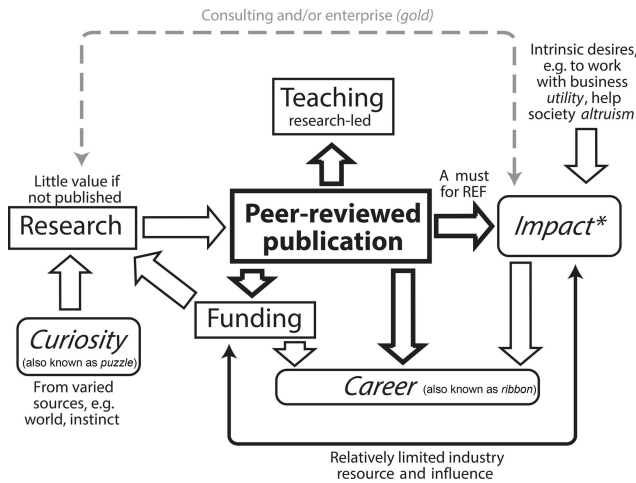 Consulting and/or enterprise (gold)
Intrinsic desires,
e.g. to work
with business
utility, help
society altruism
Teaching
research-led
Little value if
not published
Research
Peer-reviewed
publication
A must
for REF
Impact*
Funding
Curiosity
(also known as puzzle)
From varied
sources, e.g.
world, instinct
Career (also known as ribbon)
Relatively limited industry
resource and influence